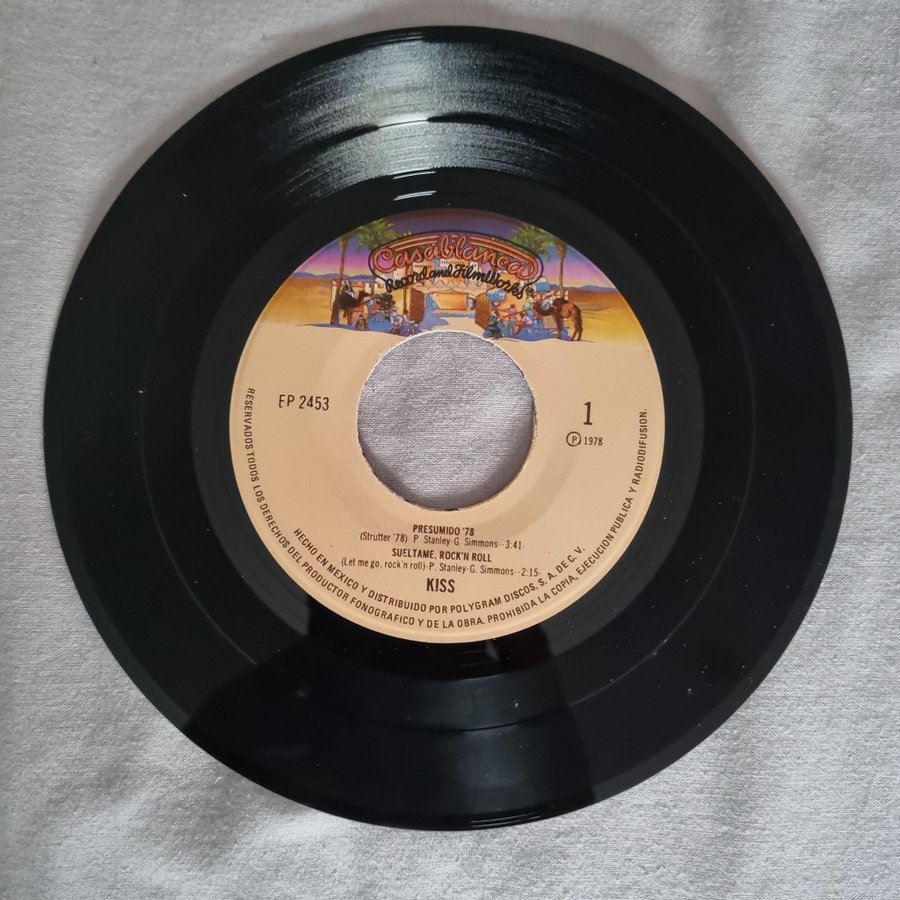 Casablanca
Record and FilmWorks
EP 2453
1
Ⓟ 1978
PRESUMIDO '78
(Strutter '78) P. Stanley-G. Simmons--3:41-
SUELTAME, ROCK'N ROLL
(Let me go, rock'n roll)-P. Stanley-G. Simmons--2:15-
KISS
HECHO EN MEXICO Y DISTRIBUIDO POR POLYGRAM DISCOS, S. A. DE C. V.
RESERVADOS TODOS LOS DERECHOS DEL PRODUCTOR FONOGRAFICO Y DE LA OBRA. PROHIBIDA LA COPIA, EJECUCION PUBLICA Y RADIODIFUSION.